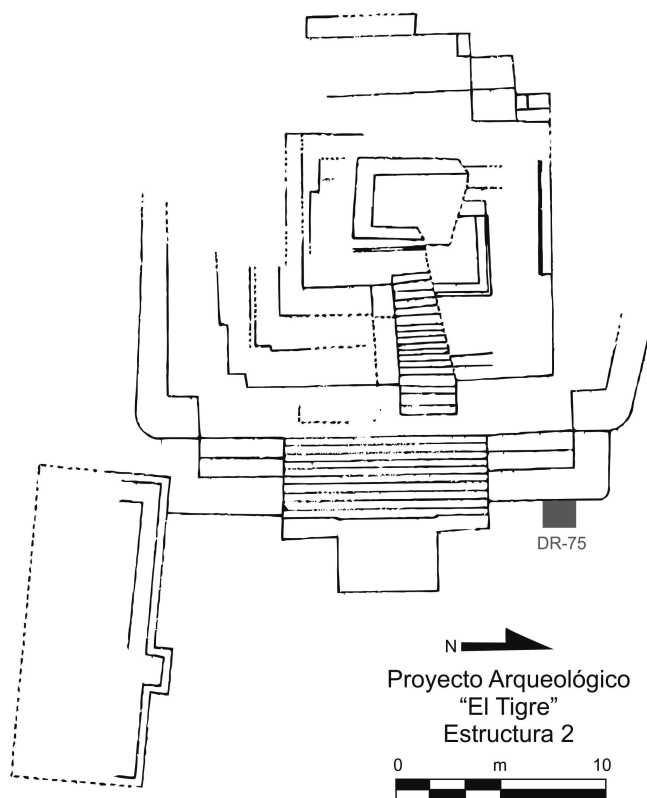 DR-75
N
Proyecto Arqueológico
“El Tigre”
Estructura 2
0 m 10